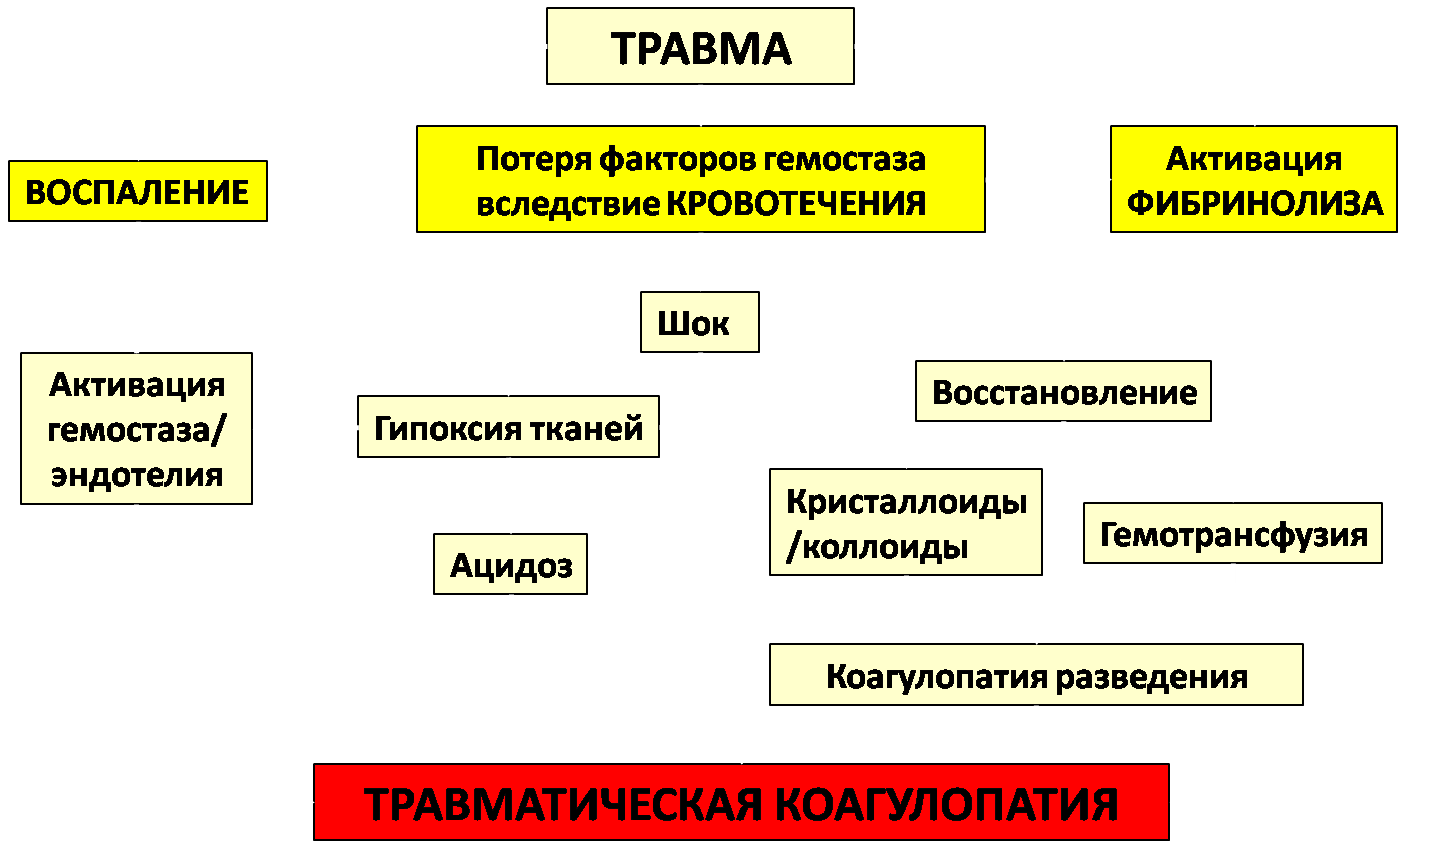 ТРАВМА
ВОСПАЛЕНИЕ
Потеря факторов гемостаза
вследствие КРОВОТЕЧЕНИЯ
Активация
ФИБРИНОЛИЗА
Шок
Активация
гемостаза/
эндотелия
Гипоксия тканей
Восстановление
Ацидоз
Кристаллоиды
/коллоиды
Гемотрансфузия
Коагулопатия разведения
ТРАВМАТИЧЕСКАЯ КОАГУЛОПАТИЯ